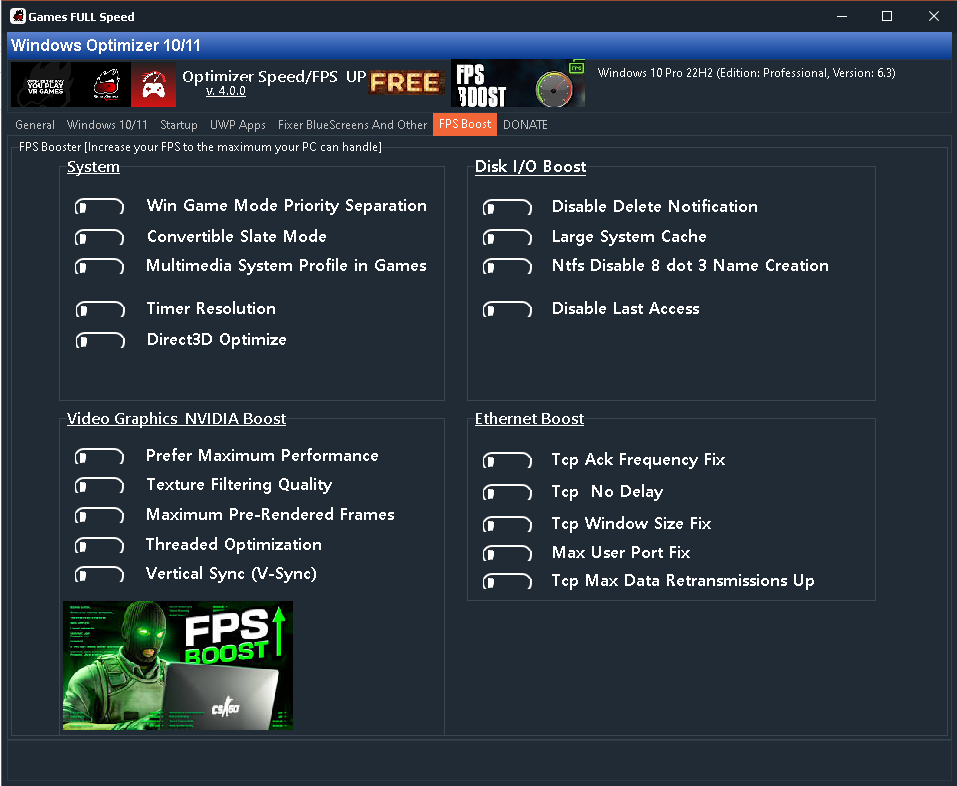 Games FULL Speed
Windows Optimizer 10/11
YOU PLAY
VR GAMES
Optimizer Speed/FPS UP
v. 4.0.0
FREE
FPS
BOOST
FPS
Windows 10 Pro 22H2 (Edition: Professional, Version: 6.3)
General Windows 10/11 Startup UWP Apps Fixer BlueScreens And Other FPS Boost DONATE
FPS Booster [Increase your FPS to the maximum your PC can handle]
System
Win Game Mode Priority Separation
Convertible Slate Mode
Multimedia System Profile in Games
Timer Resolution
Direct3D Optimize
Disk I/O Boost
Disable Delete Notification
Large System Cache
Ntfs Disable 8 dot 3 Name Creation
Disable Last Access
Video Graphics NVIDIA Boost
Prefer Maximum Performance
Texture Filtering Quality
Maximum Pre-Rendered Frames
Threaded Optimization
Vertical Sync (V-Sync)
Ethernet Boost
Tcp Ack Frequency Fix
Tcp No Delay
Tcp Window Size Fix
Max User Port Fix
Tcp Max Data Retransmissions Up
FPS
BOOST
CS:GO